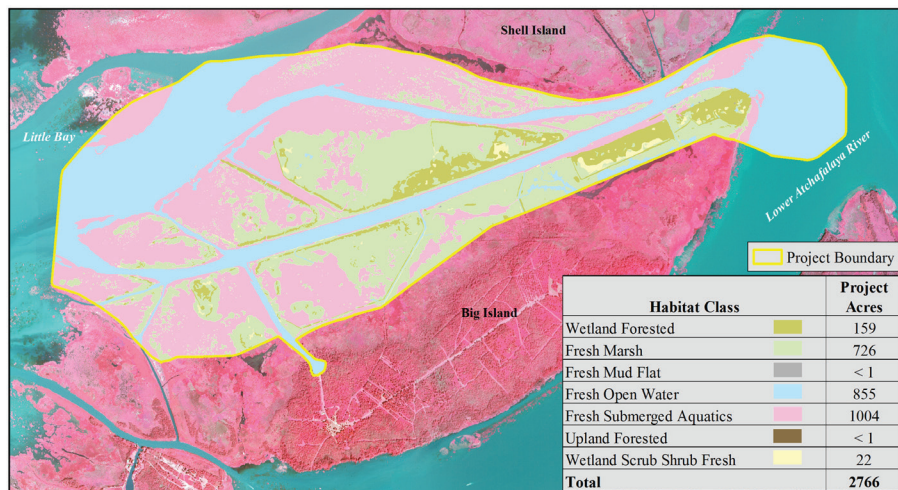 Shell Island
Little Bay
Lower Atchafalaya River
Project Boundary
Big Island
Habitat Class Project Acres
Wetland Forested 159
Fresh Marsh 726
Fresh Mud Flat < 1
Fresh Open Water 855
Fresh Submerged Aquatics 1004
Upland Forested < 1
Wetland Scrub Shrub Fresh 22
Total 2766